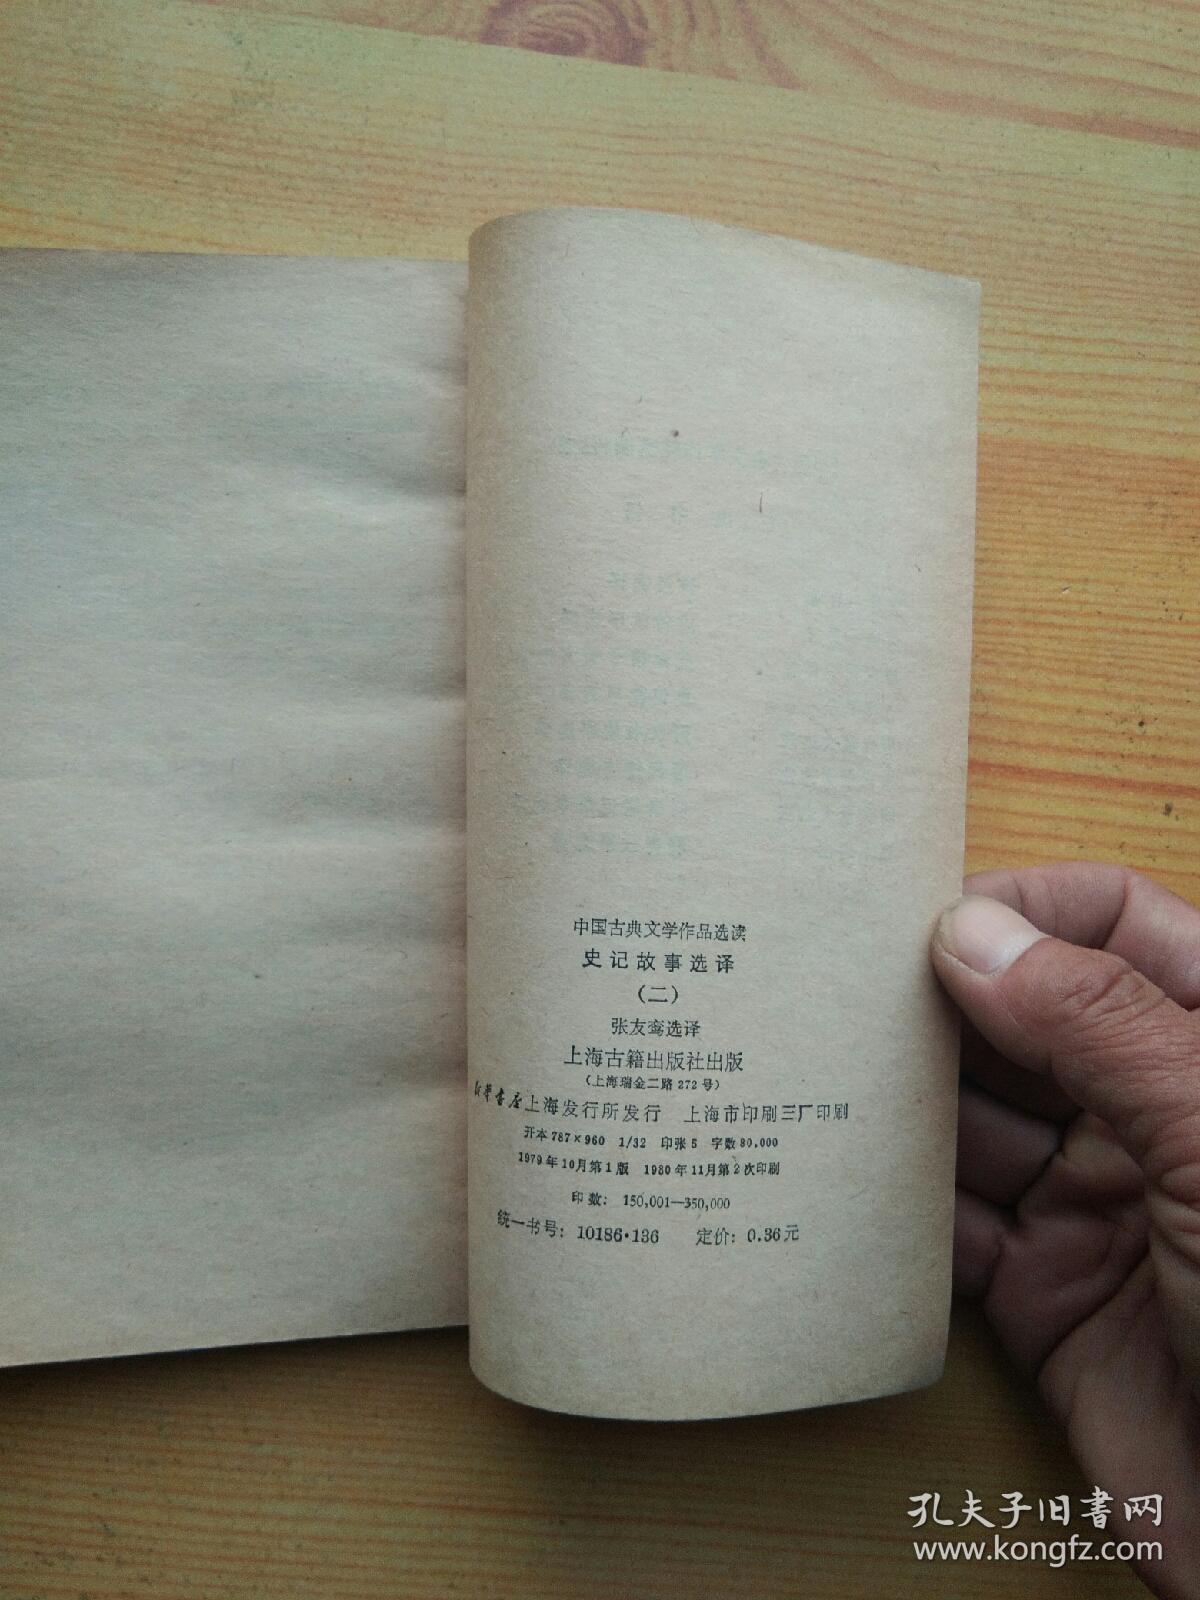 中国古典文学作品选读
史记故事选译
（二）
张友鸾选译
上海古籍出版社出版
（上海瑞金二路272号）
新华书店上海发行所发行 上海市印刷三厂印刷
开本787×960 1/32 印张5 字数80,000
1979年10月第1版 1980年11月第2次印刷
印数：150,001—350,000
统一书号：10186·136 定价：0.36元
孔夫子旧书网
www.kongfz.com